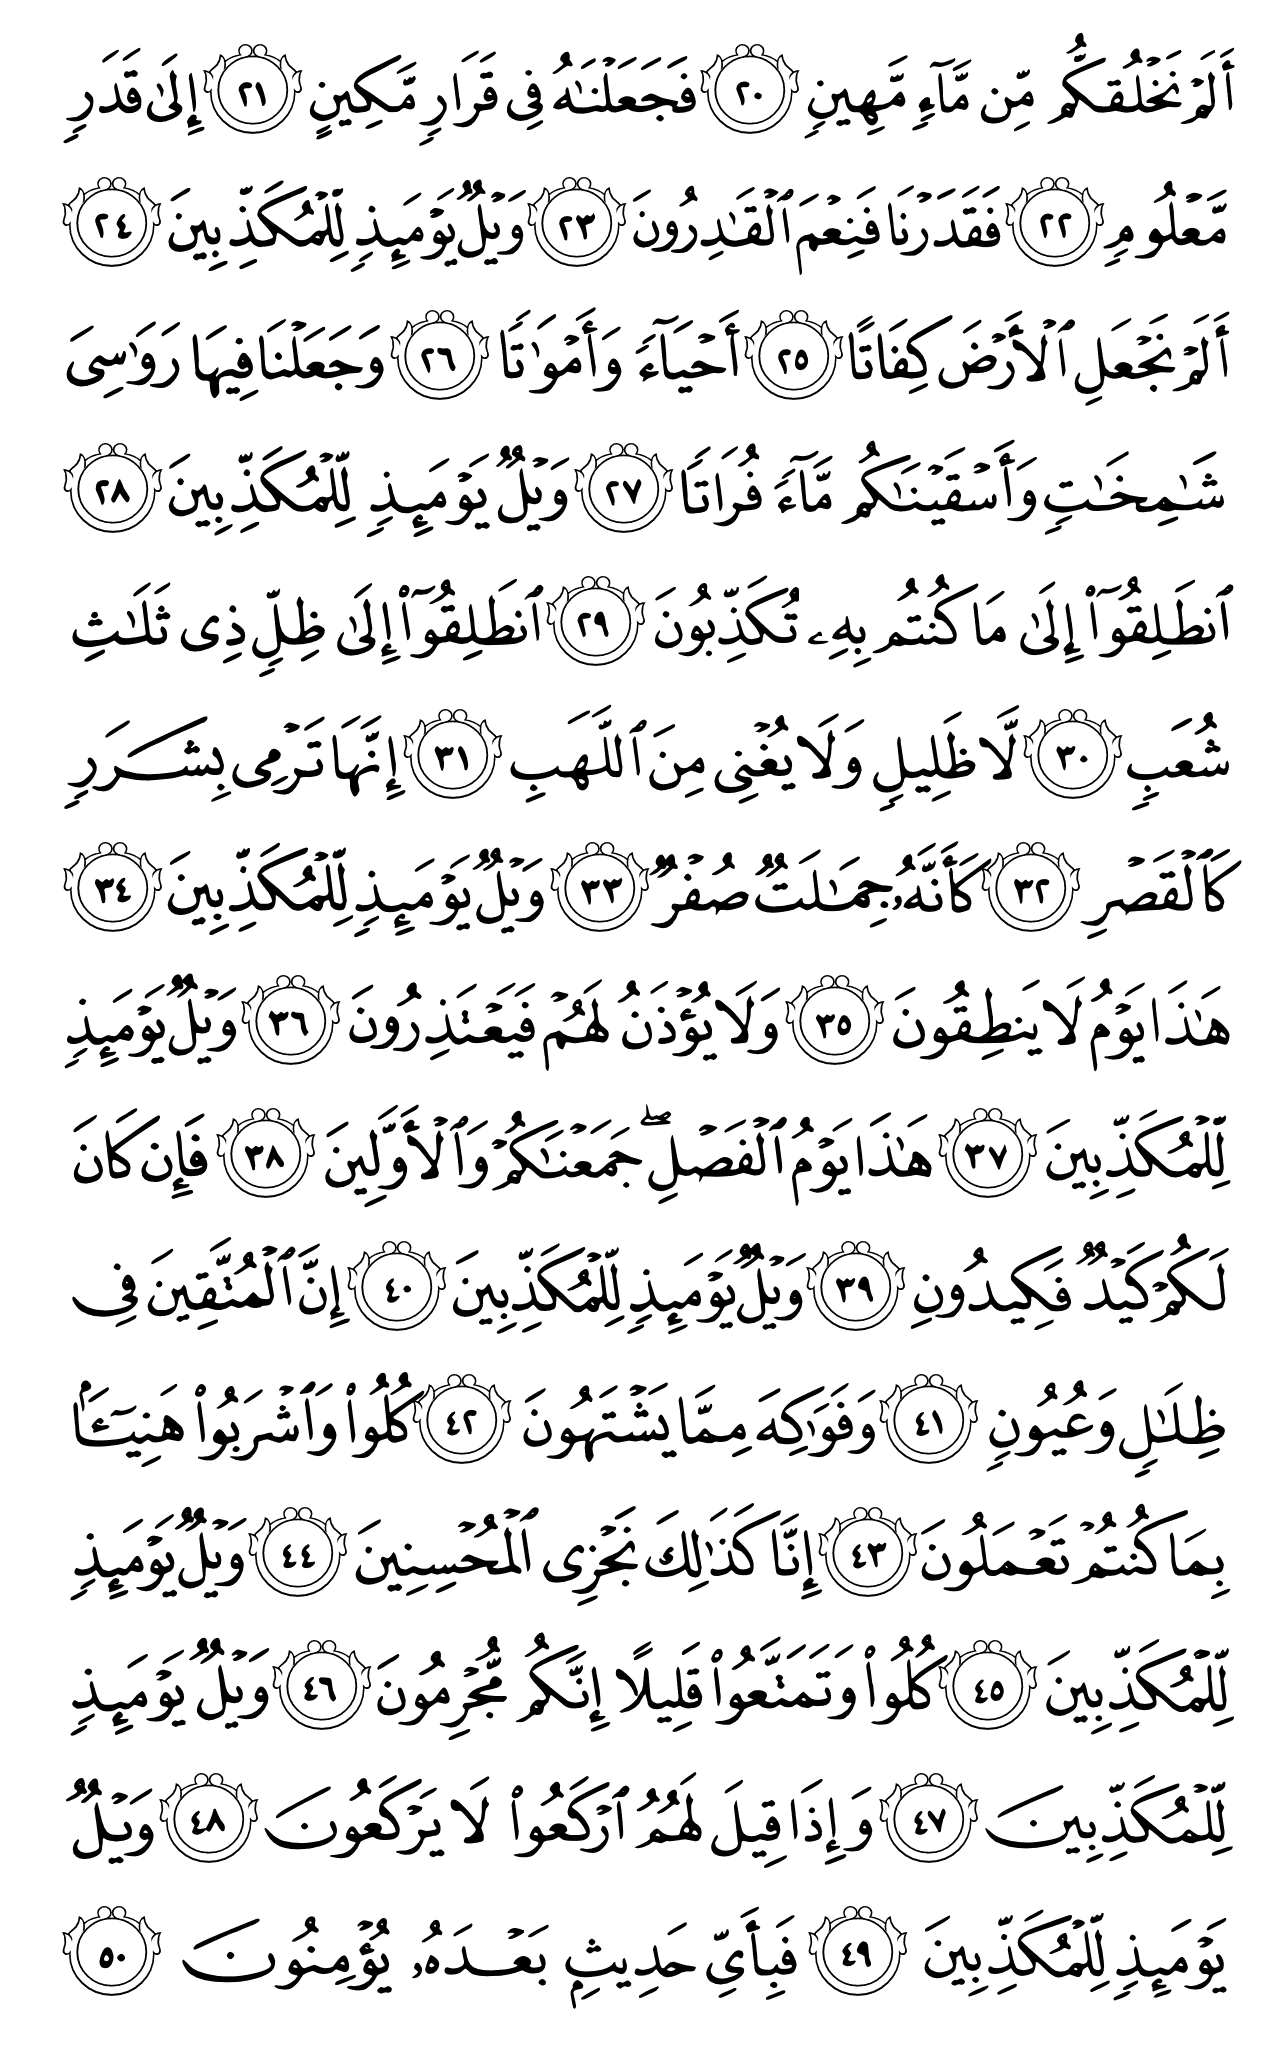 أَلَمۡ نَخۡلُقكُّم مِّن مَّآءٖ مَّهِينٖ ٢٠ فَجَعَلۡنَٰهُ فِي قَرَارٖ مَّكِينٍ ٢١ إِلَىٰ قَدَرٖ
مَّعۡلُومٖ ٢٢ فَقَدَرۡنَا فَنِعۡمَ ٱلۡقَٰدِرُونَ ٢٣ وَيۡلٞ يَوۡمَئِذٖ لِّلۡمُكَذِّبِينَ ٢٤
أَلَمۡ نَجۡعَلِ ٱلۡأَرۡضَ كِفَاتًا ٢٥ أَحۡيَآءٗ وَأَمۡوَٰتٗا ٢٦ وَجَعَلۡنَا فِيهَا رَوَٰسِيَ
شَٰمِخَٰتٖ وَأَسۡقَيۡنَٰكُم مَّآءٗ فُرَاتٗا ٢٧ وَيۡلٞ يَوۡمَئِذٖ لِّلۡمُكَذِّبِينَ ٢٨
ٱنطَلِقُوٓاْ إِلَىٰ مَا كُنتُم بِهِۦ تُكَذِّبُونَ ٢٩ ٱنطَلِقُوٓاْ إِلَىٰ ظِلّٖ ذِي ثَلَٰثِ
شُعَبٖ ٣٠ لَّا ظَلِيلٖ وَلَا يُغۡنِي مِنَ ٱللَّهَبِ ٣١ إِنَّهَا تَرۡمِي بِشَرَرٖ
كَٱلۡقَصۡرِ ٣٢ كَأَنَّهُۥ جِمَٰلَتٞ صُفۡرٞ ٣٣ وَيۡلٞ يَوۡمَئِذٖ لِّلۡمُكَذِّبِينَ ٣٤
هَٰذَا يَوۡمُ لَا يَنطِقُونَ ٣٥ وَلَا يُؤۡذَنُ لَهُمۡ فَيَعۡتَذِرُونَ ٣٦ وَيۡلٞ يَوۡمَئِذٖ
لِّلۡمُكَذِّبِينَ ٣٧ هَٰذَا يَوۡمُ ٱلۡفَصۡلِۖ جَمَعۡنَٰكُمۡ وَٱلۡأَوَّلِينَ ٣٨ فَإِن كَانَ
لَكُمۡ كَيۡدٞ فَكِيدُونِ ٣٩ وَيۡلٞ يَوۡمَئِذٖ لِّلۡمُكَذِّبِينَ ٤٠ إِنَّ ٱلۡمُتَّقِينَ فِي
ظِلَٰلٖ وَعُيُونٖ ٤١ وَفَوَٰكِهَ مِمَّا يَشۡتَهُونَ ٤٢ كُلُواْ وَٱشۡرَبُواْ هَنِيٓـَٔۢا
بِمَا كُنتُمۡ تَعۡمَلُونَ ٤٣ إِنَّا كَذَٰلِكَ نَجۡزِي ٱلۡمُحۡسِنِينَ ٤٤ وَيۡلٞ يَوۡمَئِذٖ
لِّلۡمُكَذِّبِينَ ٤٥ كُلُواْ وَتَمَتَّعُواْ قَلِيلًا إِنَّكُم مُّجۡرِمُونَ ٤٦ وَيۡلٞ يَوۡمَئِذٖ
لِّلۡمُكَذِّبِينَ ٤٧ وَإِذَا قِيلَ لَهُمُ ٱرۡكَعُواْ لَا يَرۡكَعُونَ ٤٨ وَيۡلٞ
يَوۡمَئِذٖ لِّلۡمُكَذِّبِينَ ٤٩ فَبِأَيِّ حَدِيثِۭ بَعۡدَهُۥ يُؤۡمِنُونَ ٥٠